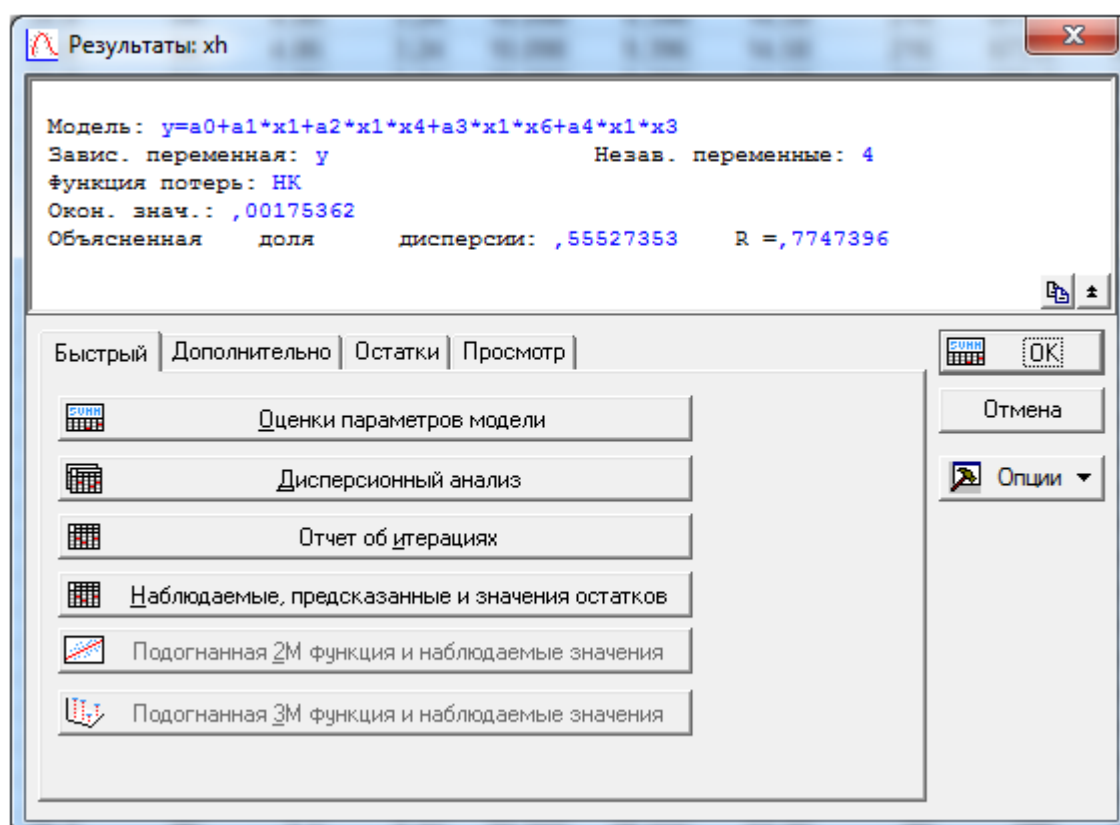 Результаты: xh
Модель: y=a0+a1*x1+a2*x1*x4+a3*x1*x6+a4*x1*x3
Завис. переменная: y Незав. переменные: 4
Функция потерь: НК
Окон. знач.: ,00175362
Объясненная доля дисперсии: ,55527353 R =,7747396
Быстрый Дополнительно Остатки Просмотр
SUMM OK
SUMM Оценки параметров модели
Отмена
Дисперсионный анализ
Опции
Отчет об итерациях
Наблюдаемые, предсказанные и значения остатков
Подогнанная 2М функция и наблюдаемые значения
Подогнанная 3М функция и наблюдаемые значения